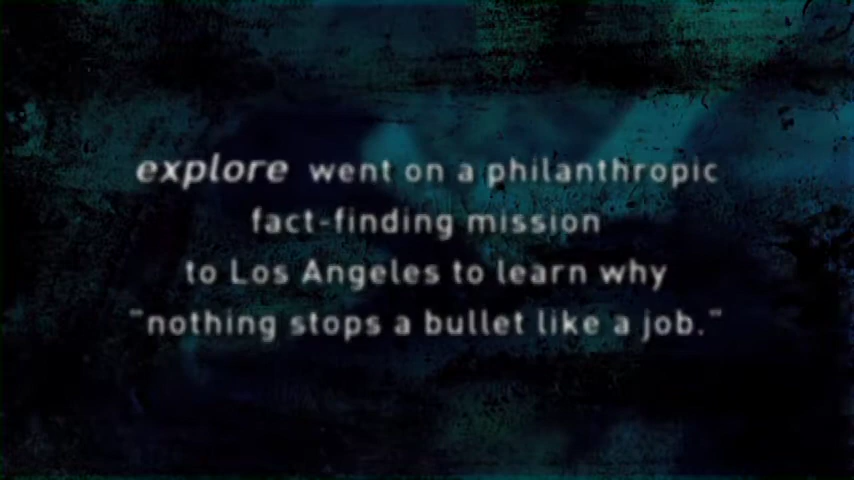 explore went on a philanthropic
fact-finding mission
to Los Angeles to learn why
"nothing stops a bullet like a job."